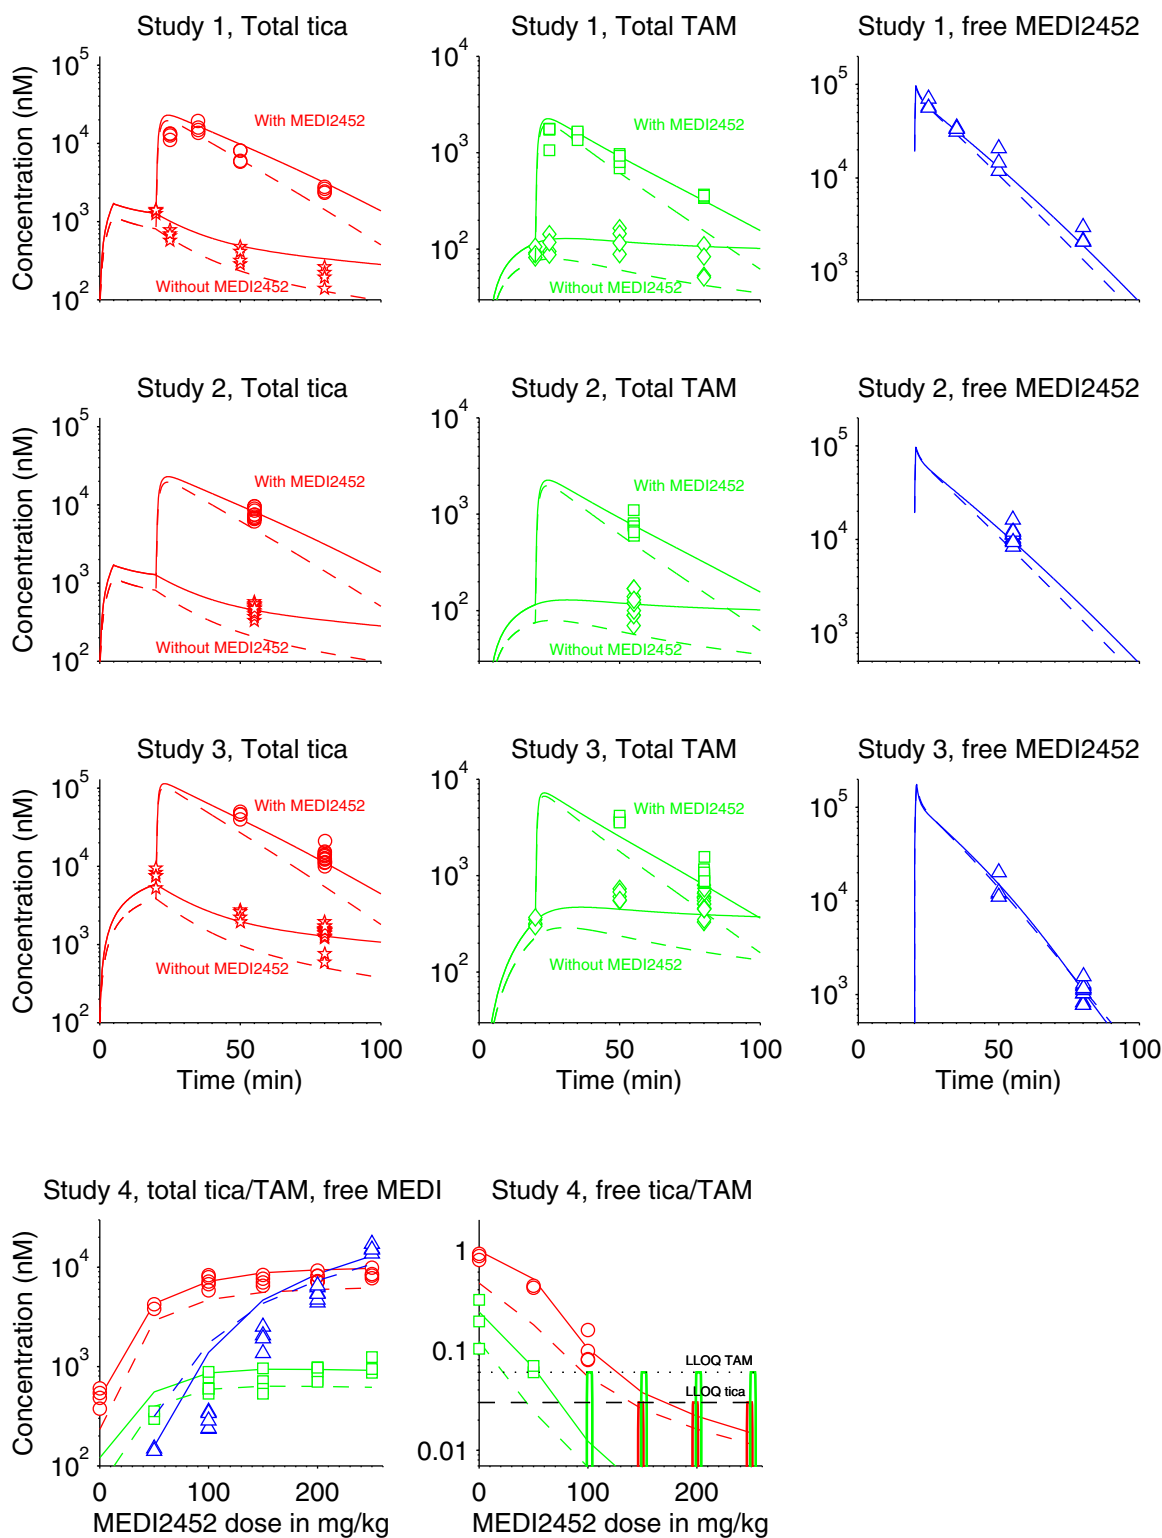 Study 1, Total tica
Study 1, Total TAM
Study 1, free MEDI2452
Concentration (nM)
10^5
10^4
10^3
10^2
With MEDI2452
Without MEDI2452
10^4
10^3
10^2
With MEDI2452
Without MEDI2452
10^5
10^4
10^3
Study 2, Total tica
Study 2, Total TAM
Study 2, free MEDI2452
Concentration (nM)
10^5
10^4
10^3
10^2
With MEDI2452
Without MEDI2452
10^4
10^3
10^2
With MEDI2452
Without MEDI2452
10^5
10^4
10^3
Study 3, Total tica
Study 3, Total TAM
Study 3, free MEDI2452
Concentration (nM)
10^5
10^4
10^3
10^2
With MEDI2452
Without MEDI2452
0 50 100
Time (min)
10^4
10^3
10^2
With MEDI2452
Without MEDI2452
0 50 100
Time (min)
10^5
10^4
10^3
0 50 100
Time (min)
Study 4, total tica/TAM, free MEDI
Study 4, free tica/TAM
Concentration (nM)
10^4
10^3
10^2
0 100 200
MEDI2452 dose in mg/kg
1
0.1
0.01
LLOQ TAM
LLOQ tica
0 100 200
MEDI2452 dose in mg/kg